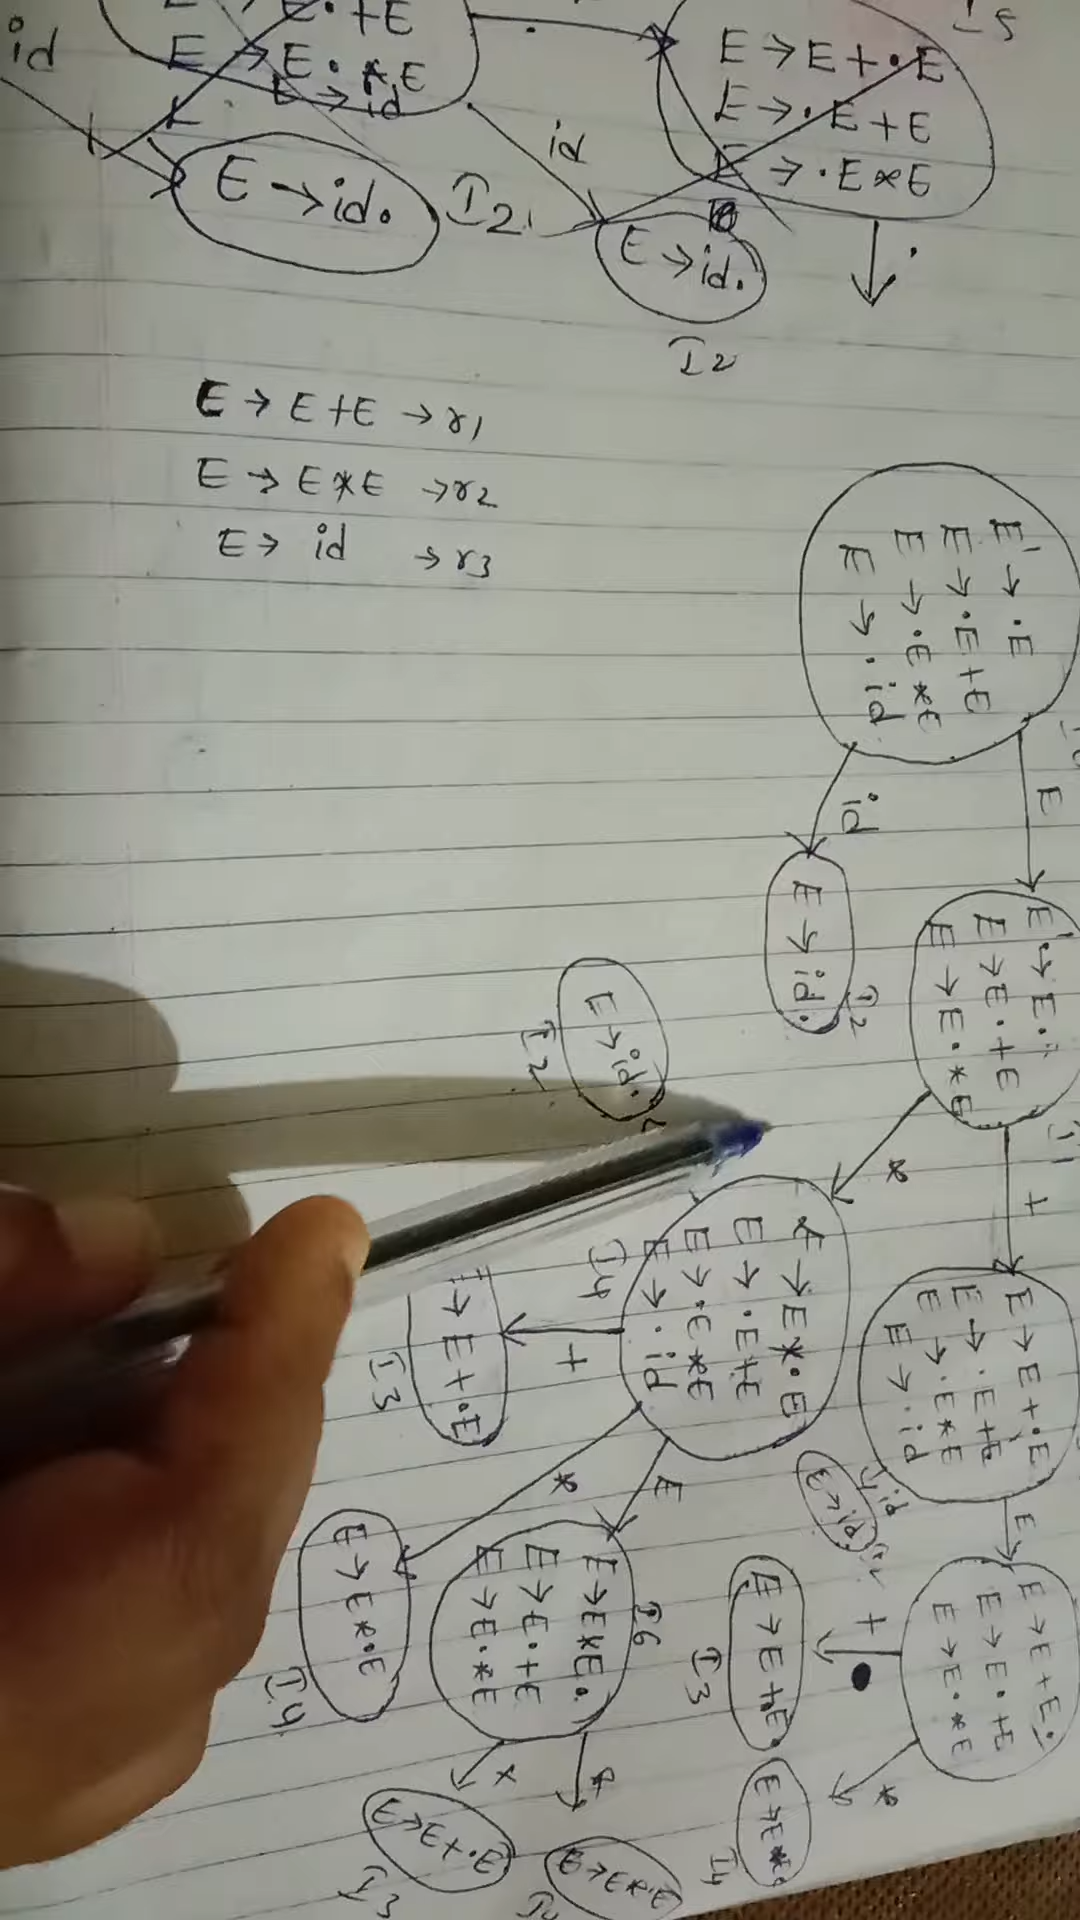 id
E → E . * E
E → id
E → id.
I2
id
E → id.
I2
I5
E → E + . E
E → . E + E
E → . E * E
.
E → E + E → r1
E → E * E → r2
E → id → r3
E' → . E
E → . E + E
E → . E * E
E → . id
E
id
E' → E .
E → E . + E
E → E . * E
I1
E → id .
I2
E → id .
I2
+
*
E → E + . E
E → . E + E
E → . E * E
E → . id
E → E * . E
E → . E + E
E → . E * E
E → . id
I4
+
E → E + . E
I3
E
*
id
E → id .
E
E → E + E .
E → E . + E
E → E . * E
+
E → E + . E
I3
*
E → E * .
I4
E → E * E .
E → E . + E
E → E . * E
I6
E → E * . E
I4
*
E → E + . E
I3
E → E * . E